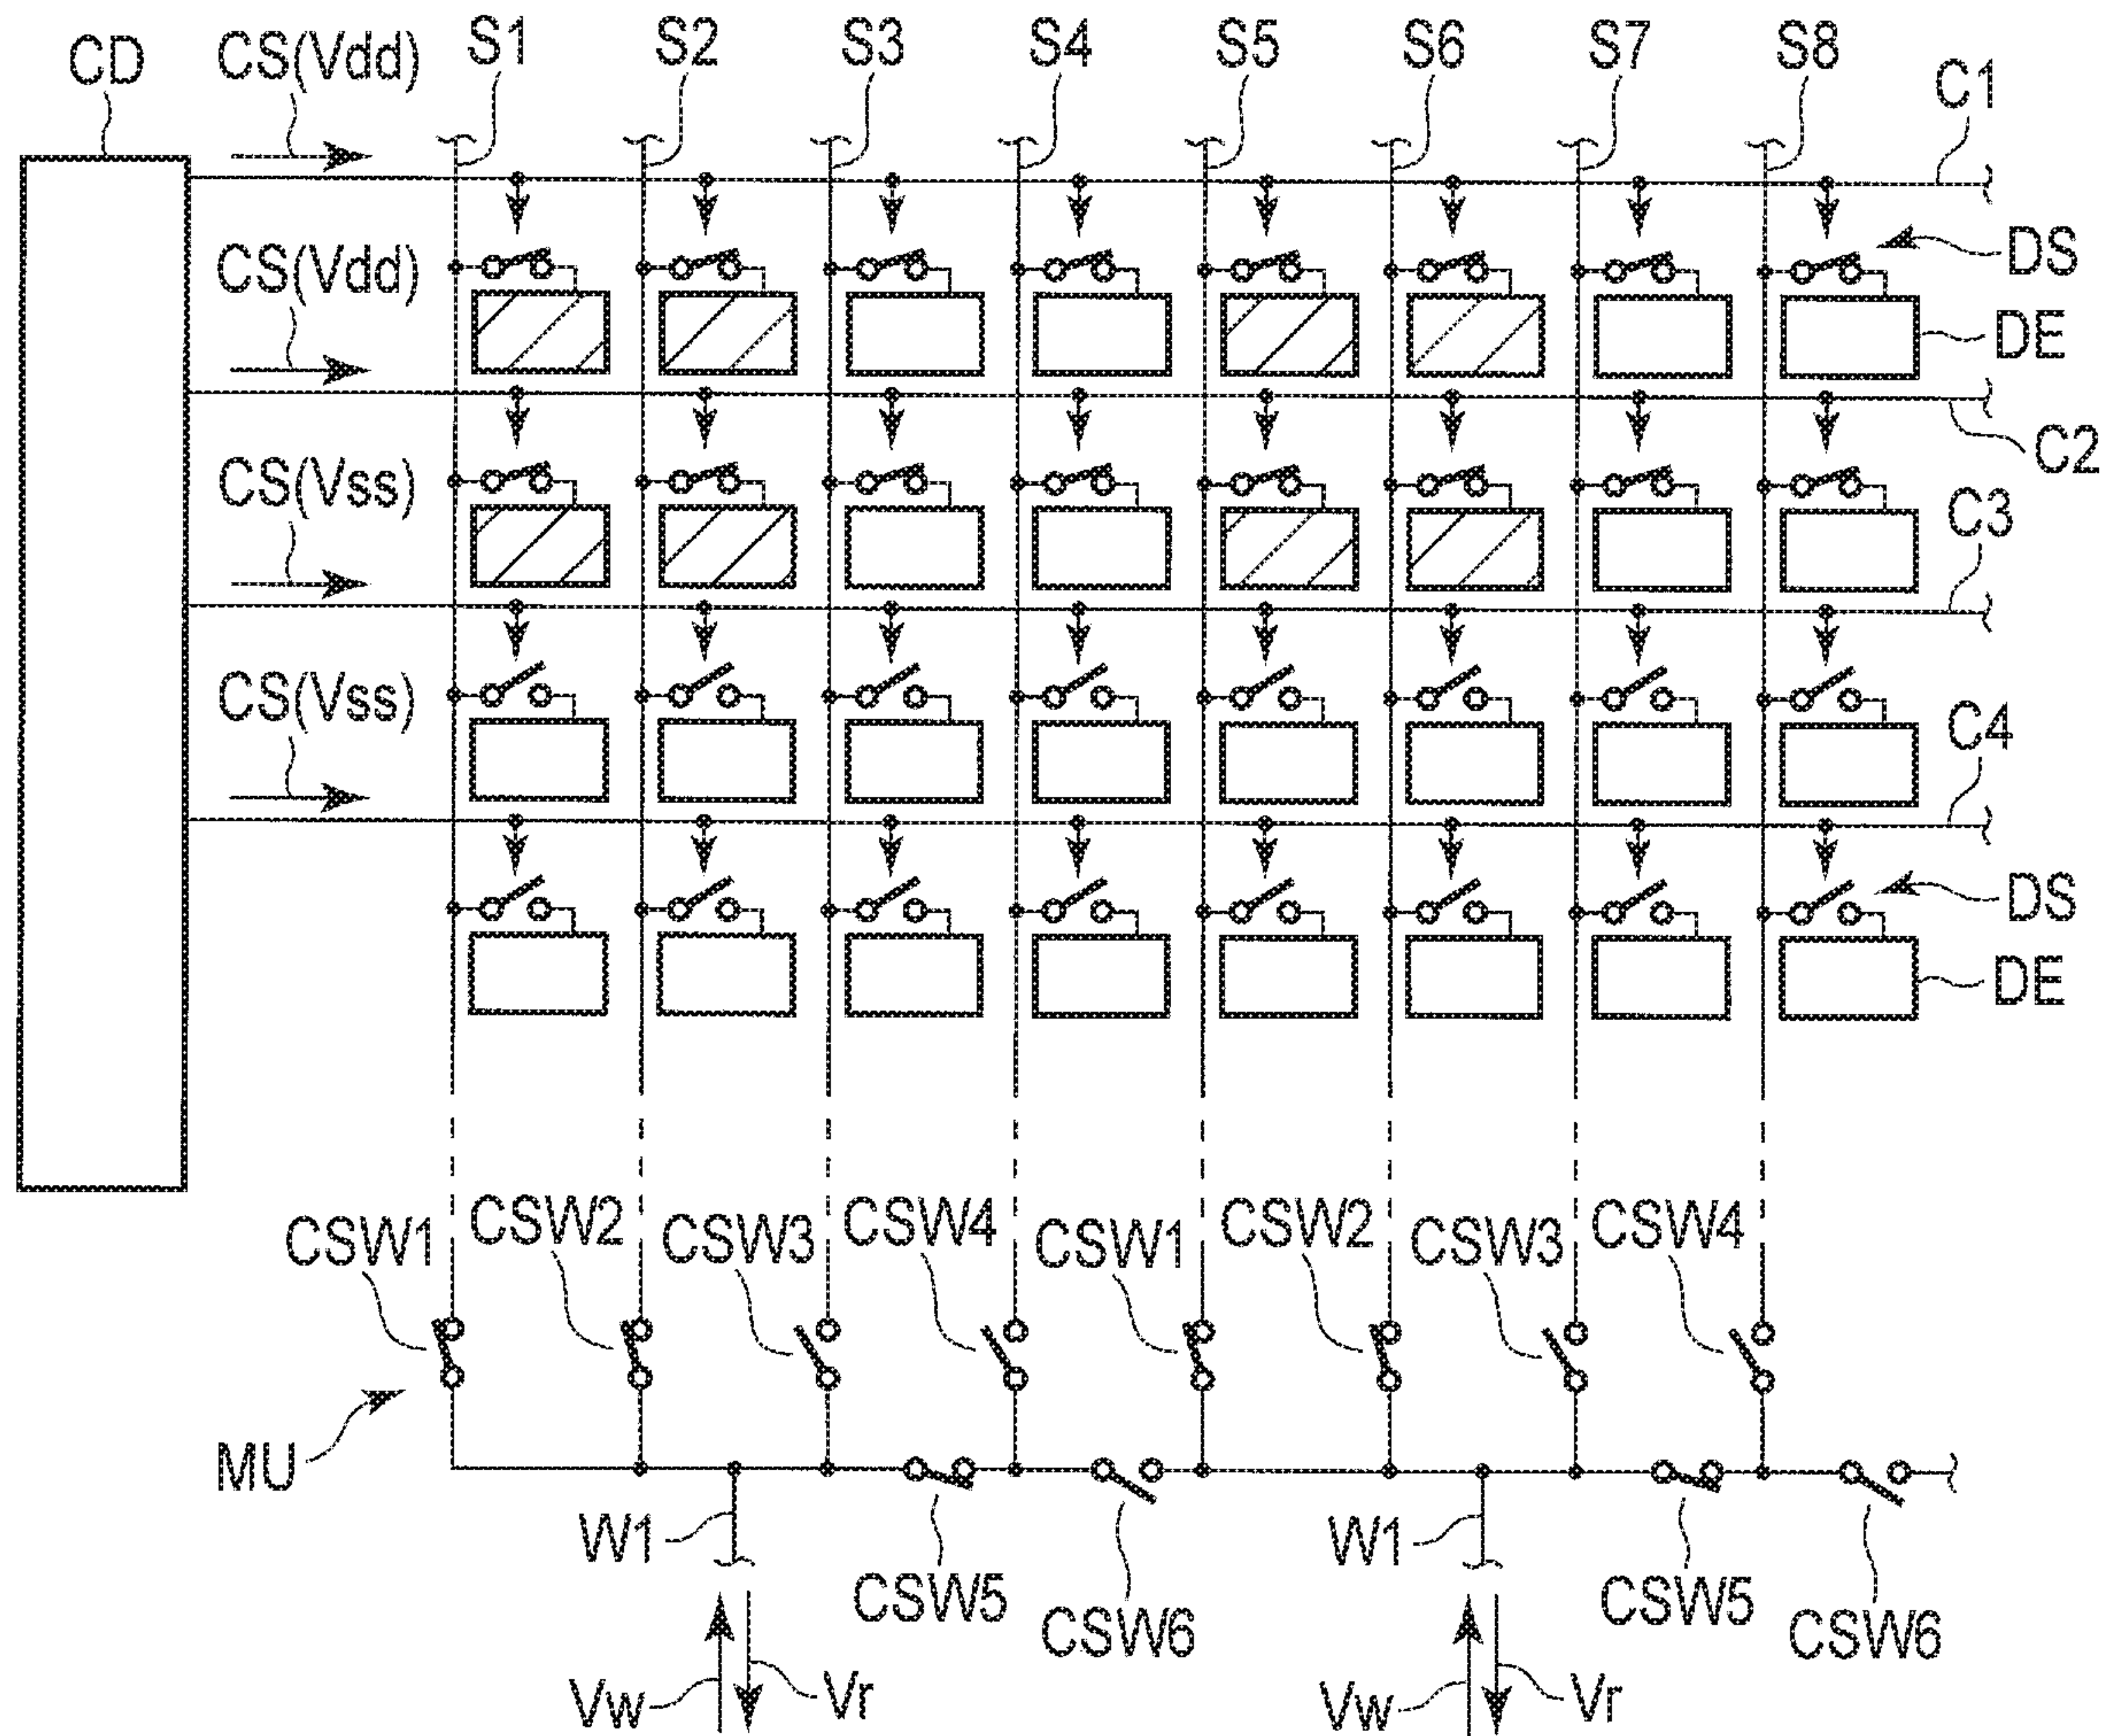 CD CS(Vdd) S1 S2 S3 S4 S5 S6 S7 S8 C1
CS(Vdd) DS
DE
CS(Vss) C2
C3
CS(Vss) C4
DS
DE
CSW1 CSW2 CSW3 CSW4 CSW1 CSW2 CSW3 CSW4
MU
W1 W1
CSW5 CSW6 CSW5 CSW6
Vw Vr Vw Vr